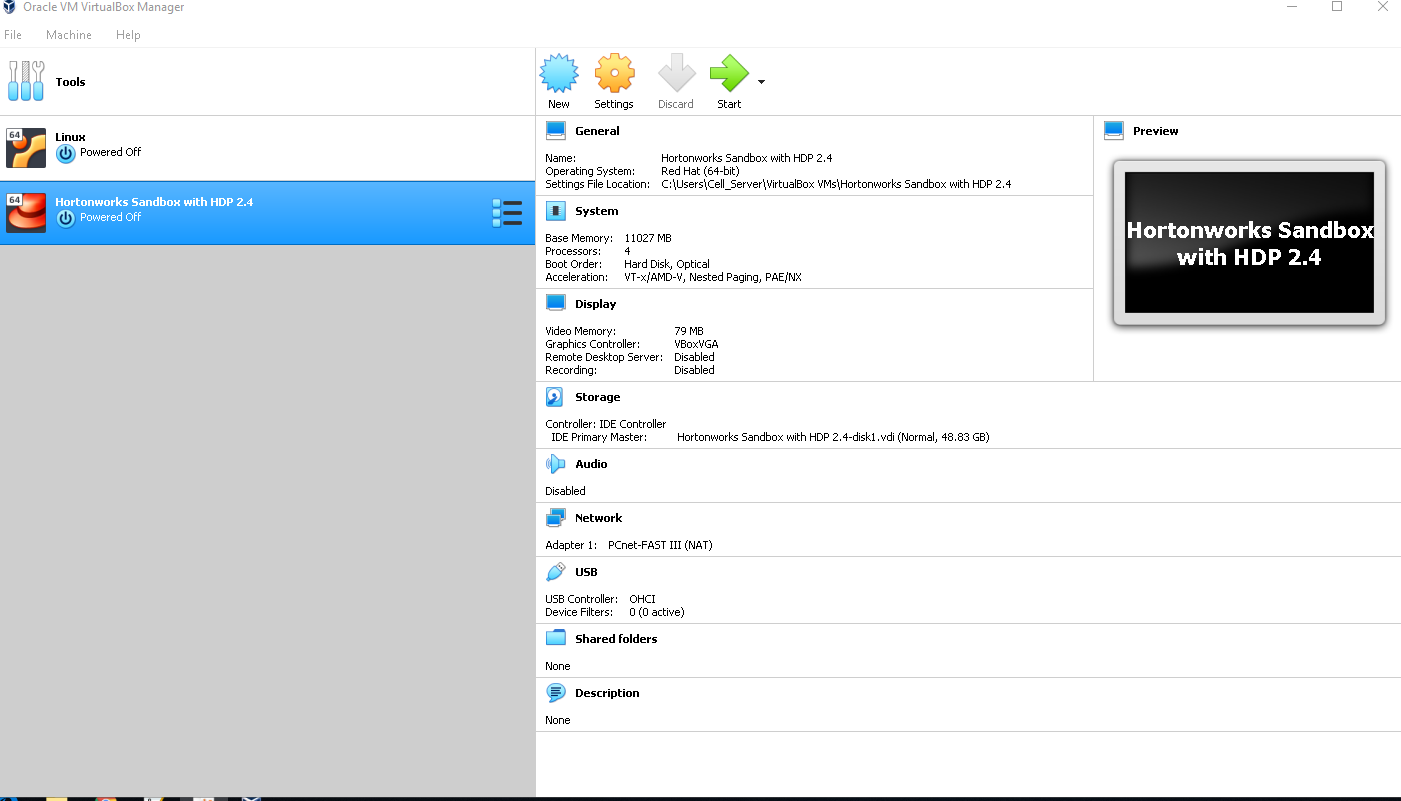 Oracle VM VirtualBox Manager
File Machine Help
Tools
New Settings Discard Start
64 Linux
Powered Off
64 Hortonworks Sandbox with HDP 2.4
Powered Off
General
Name: Hortonworks Sandbox with HDP 2.4
Operating System: Red Hat (64-bit)
Settings File Location: C:\Users\Cell_Server\VirtualBox VMs\Hortonworks Sandbox with HDP 2.4
System
Base Memory: 11027 MB
Processors: 4
Boot Order: Hard Disk, Optical
Acceleration: VT-x/AMD-V, Nested Paging, PAE/NX
Display
Video Memory: 79 MB
Graphics Controller: VBoxVGA
Remote Desktop Server: Disabled
Recording: Disabled
Preview
Hortonworks Sandbox
with HDP 2.4
Storage
Controller: IDE Controller
IDE Primary Master: Hortonworks Sandbox with HDP 2.4-disk1.vdi (Normal, 48.83 GB)
Audio
Disabled
Network
Adapter 1: PCnet-FAST III (NAT)
USB
USB Controller: OHCI
Device Filters: 0 (0 active)
Shared folders
None
Description
None